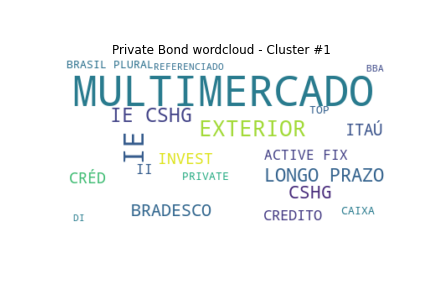 Private Bond wordcloud - Cluster #1
BRASIL PLURAL
REFERENCIADO
BBA
MULTIMERCADO
TOP
IE CSHG
EXTERIOR
ITAÚ
IE
INVEST
ACTIVE FIX
II
CRÉD
PRIVATE
LONGO PRAZO
CSHG
BRADESCO
CREDITO
CAIXA
DI